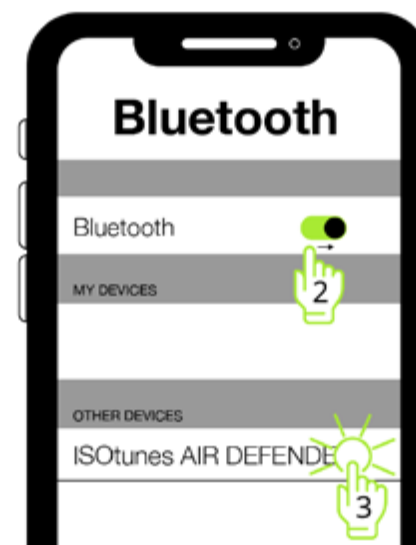 Bluetooth
Bluetooth
2
MY DEVICES
OTHER DEVICES
ISOtunes AIR DEFENDE
3